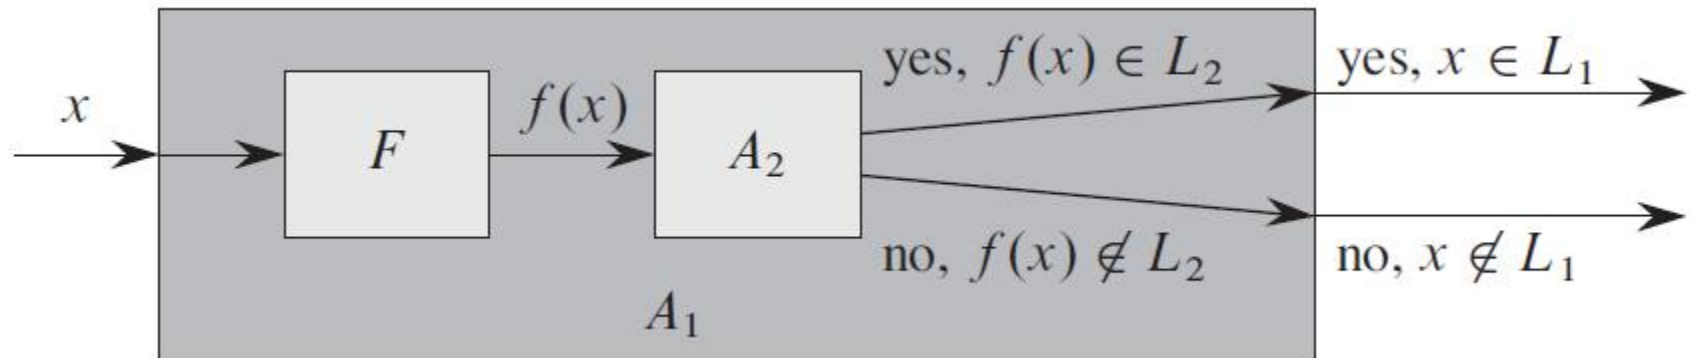 yes, f(x) ∈ L₂
yes, x ∈ L₁
x
f(x)
F
A₂
no, f(x) ∉ L₂
no, x ∉ L₁
A₁